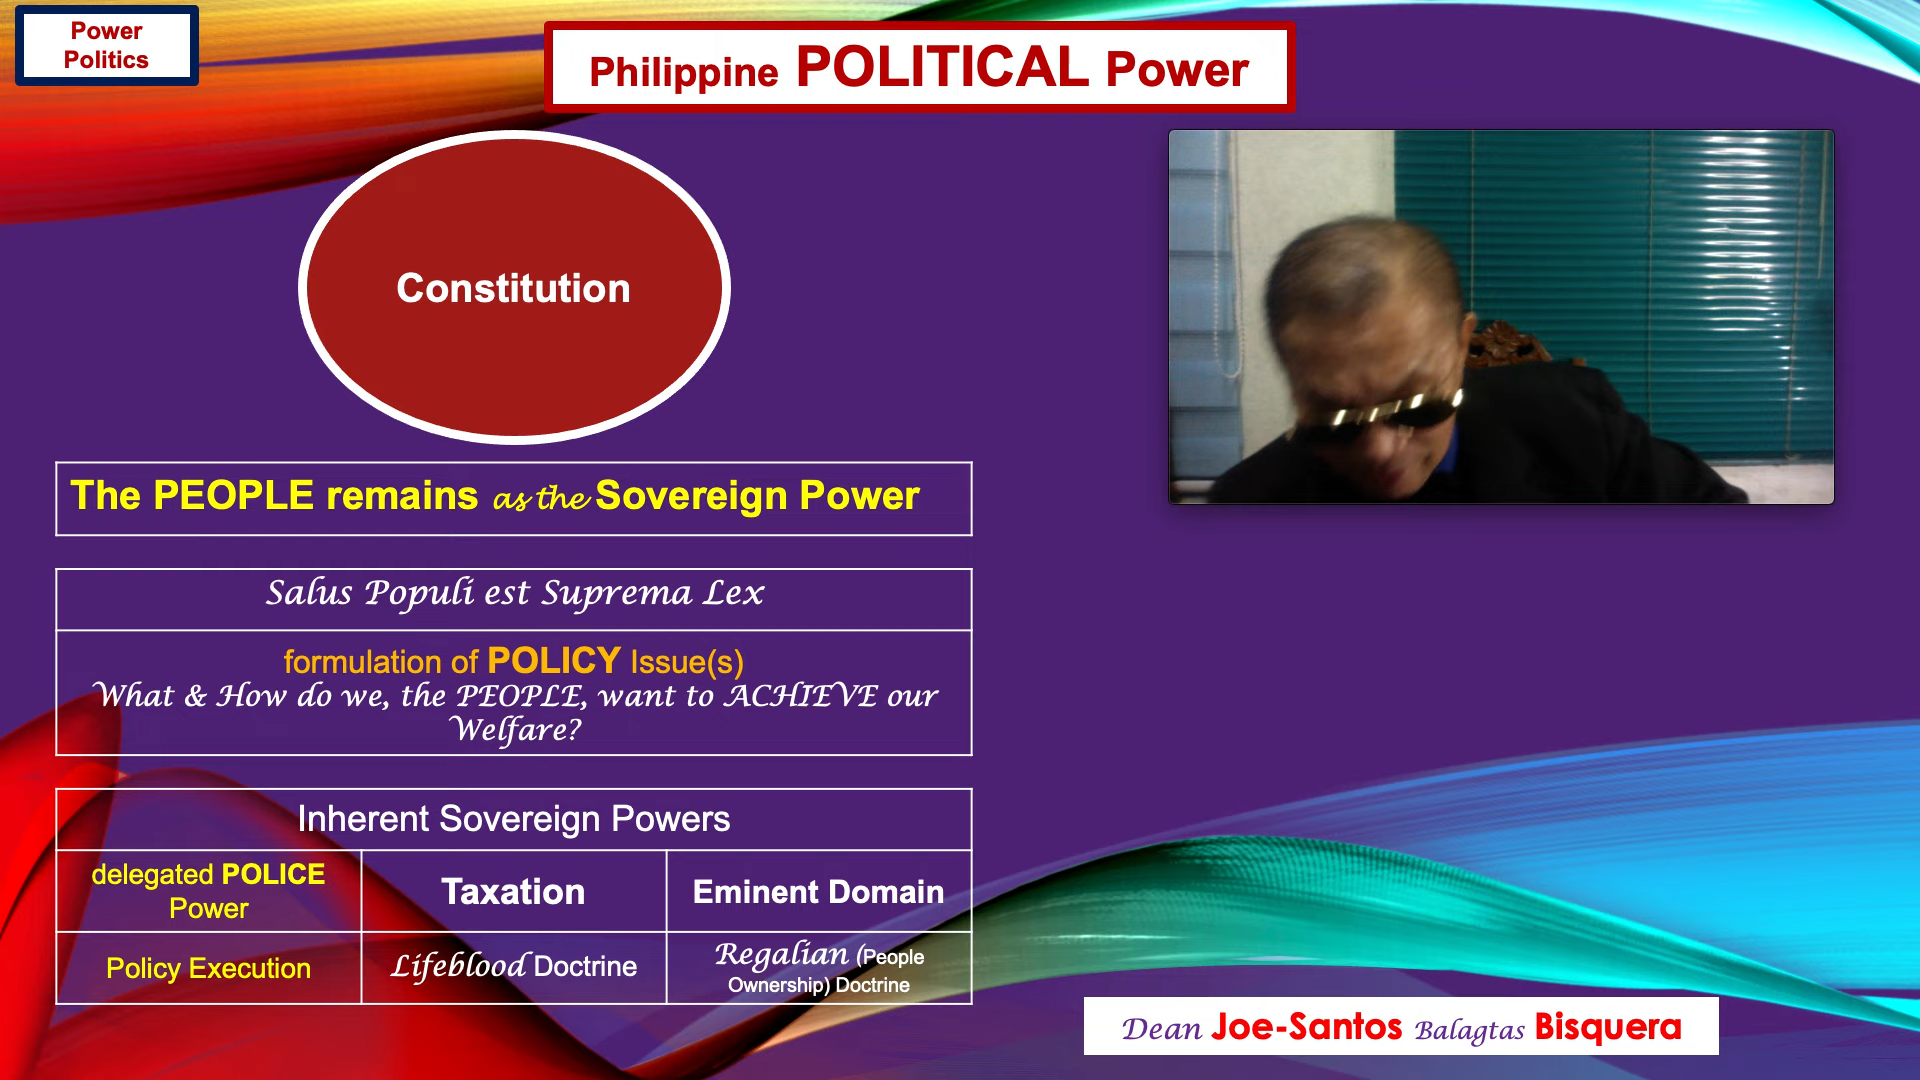 Power
Politics
Philippine POLITICAL Power
Constitution
The PEOPLE remains as the Sovereign Power
Salus Populi est Suprema Lex
formulation of POLICY Issue(s)
What & How do we, the PEOPLE, want to ACHIEVE our
Welfare?
Inherent Sovereign Powers
delegated POLICE
Power
Taxation
Eminent Domain
Policy Execution
Lifeblood Doctrine
Regalian (People
Ownership) Doctrine
Dean Joe-Santos Balagtas Bisquera